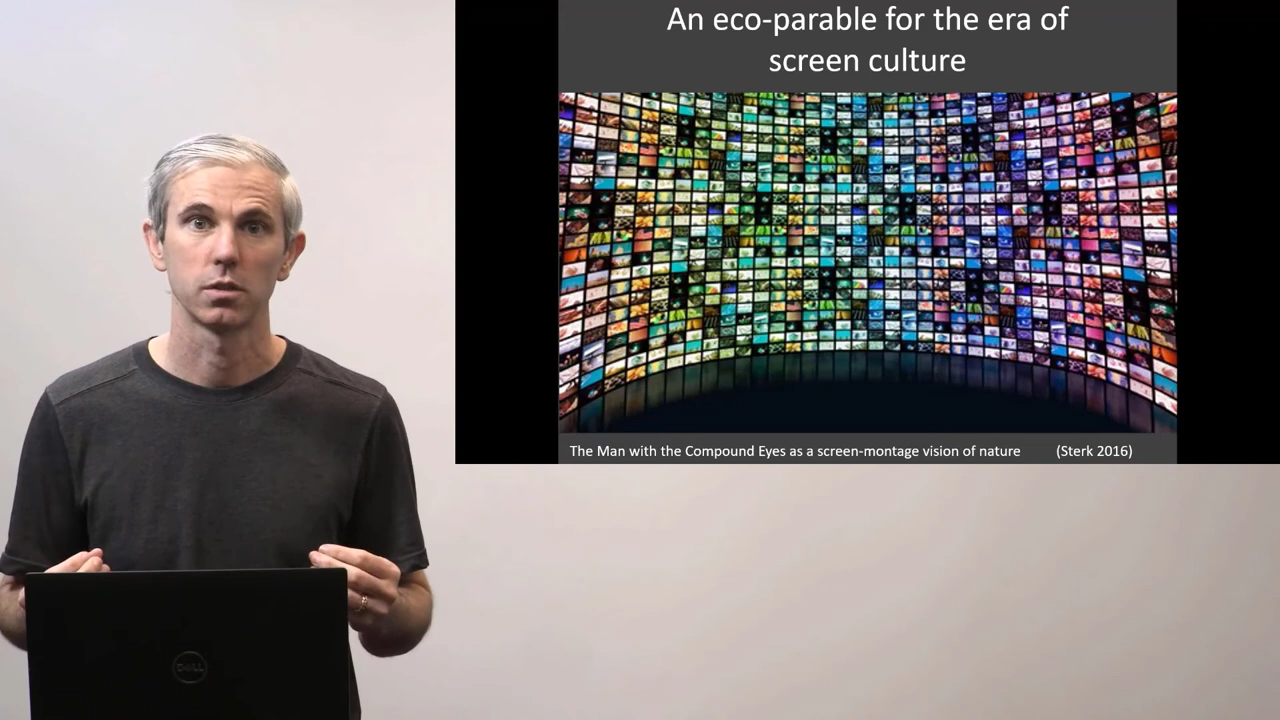 An eco-parable for the era of
screen culture
The Man with the Compound Eyes as a screen-montage vision of nature (Sterk 2016)
DELL